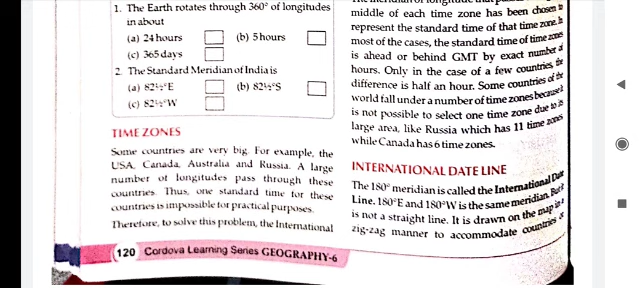 1. The Earth rotates through 360° of longitudes
in about
(a) 24 hours (b) 5 hours
(c) 365 days
2. The Standard Meridian of India is
(a) 82½°E (b) 82½°S
(c) 82½°W
TIME ZONES
Some countries are very big. For example, the
USA, Canada, Australia and Russia. A large
number of longitudes pass through these
countries. Thus, one standard time for these
countries is impossible for practical purposes.
Therefore, to solve this problem, the International
120 Cordova Learning Series GEOGRAPHY-6
middle of each time zone has been chosen to
represent the standard time of that time zone. In
most of the cases, the standard time of time zones
is ahead or behind GMT by exact number of
hours. Only in the case of a few countries, the
difference is half an hour. Some countries of the
world fall under a number of time zones because it
is not possible to select one time zone due to its
large area, like Russia which has 11 time zones
while Canada has 6 time zones.
INTERNATIONAL DATE LINE
The 180° meridian is called the International Date
Line. 180°E and 180°W is the same meridian. But it
is not a straight line. It is drawn on the map in a
zig-zag manner to accommodate countries